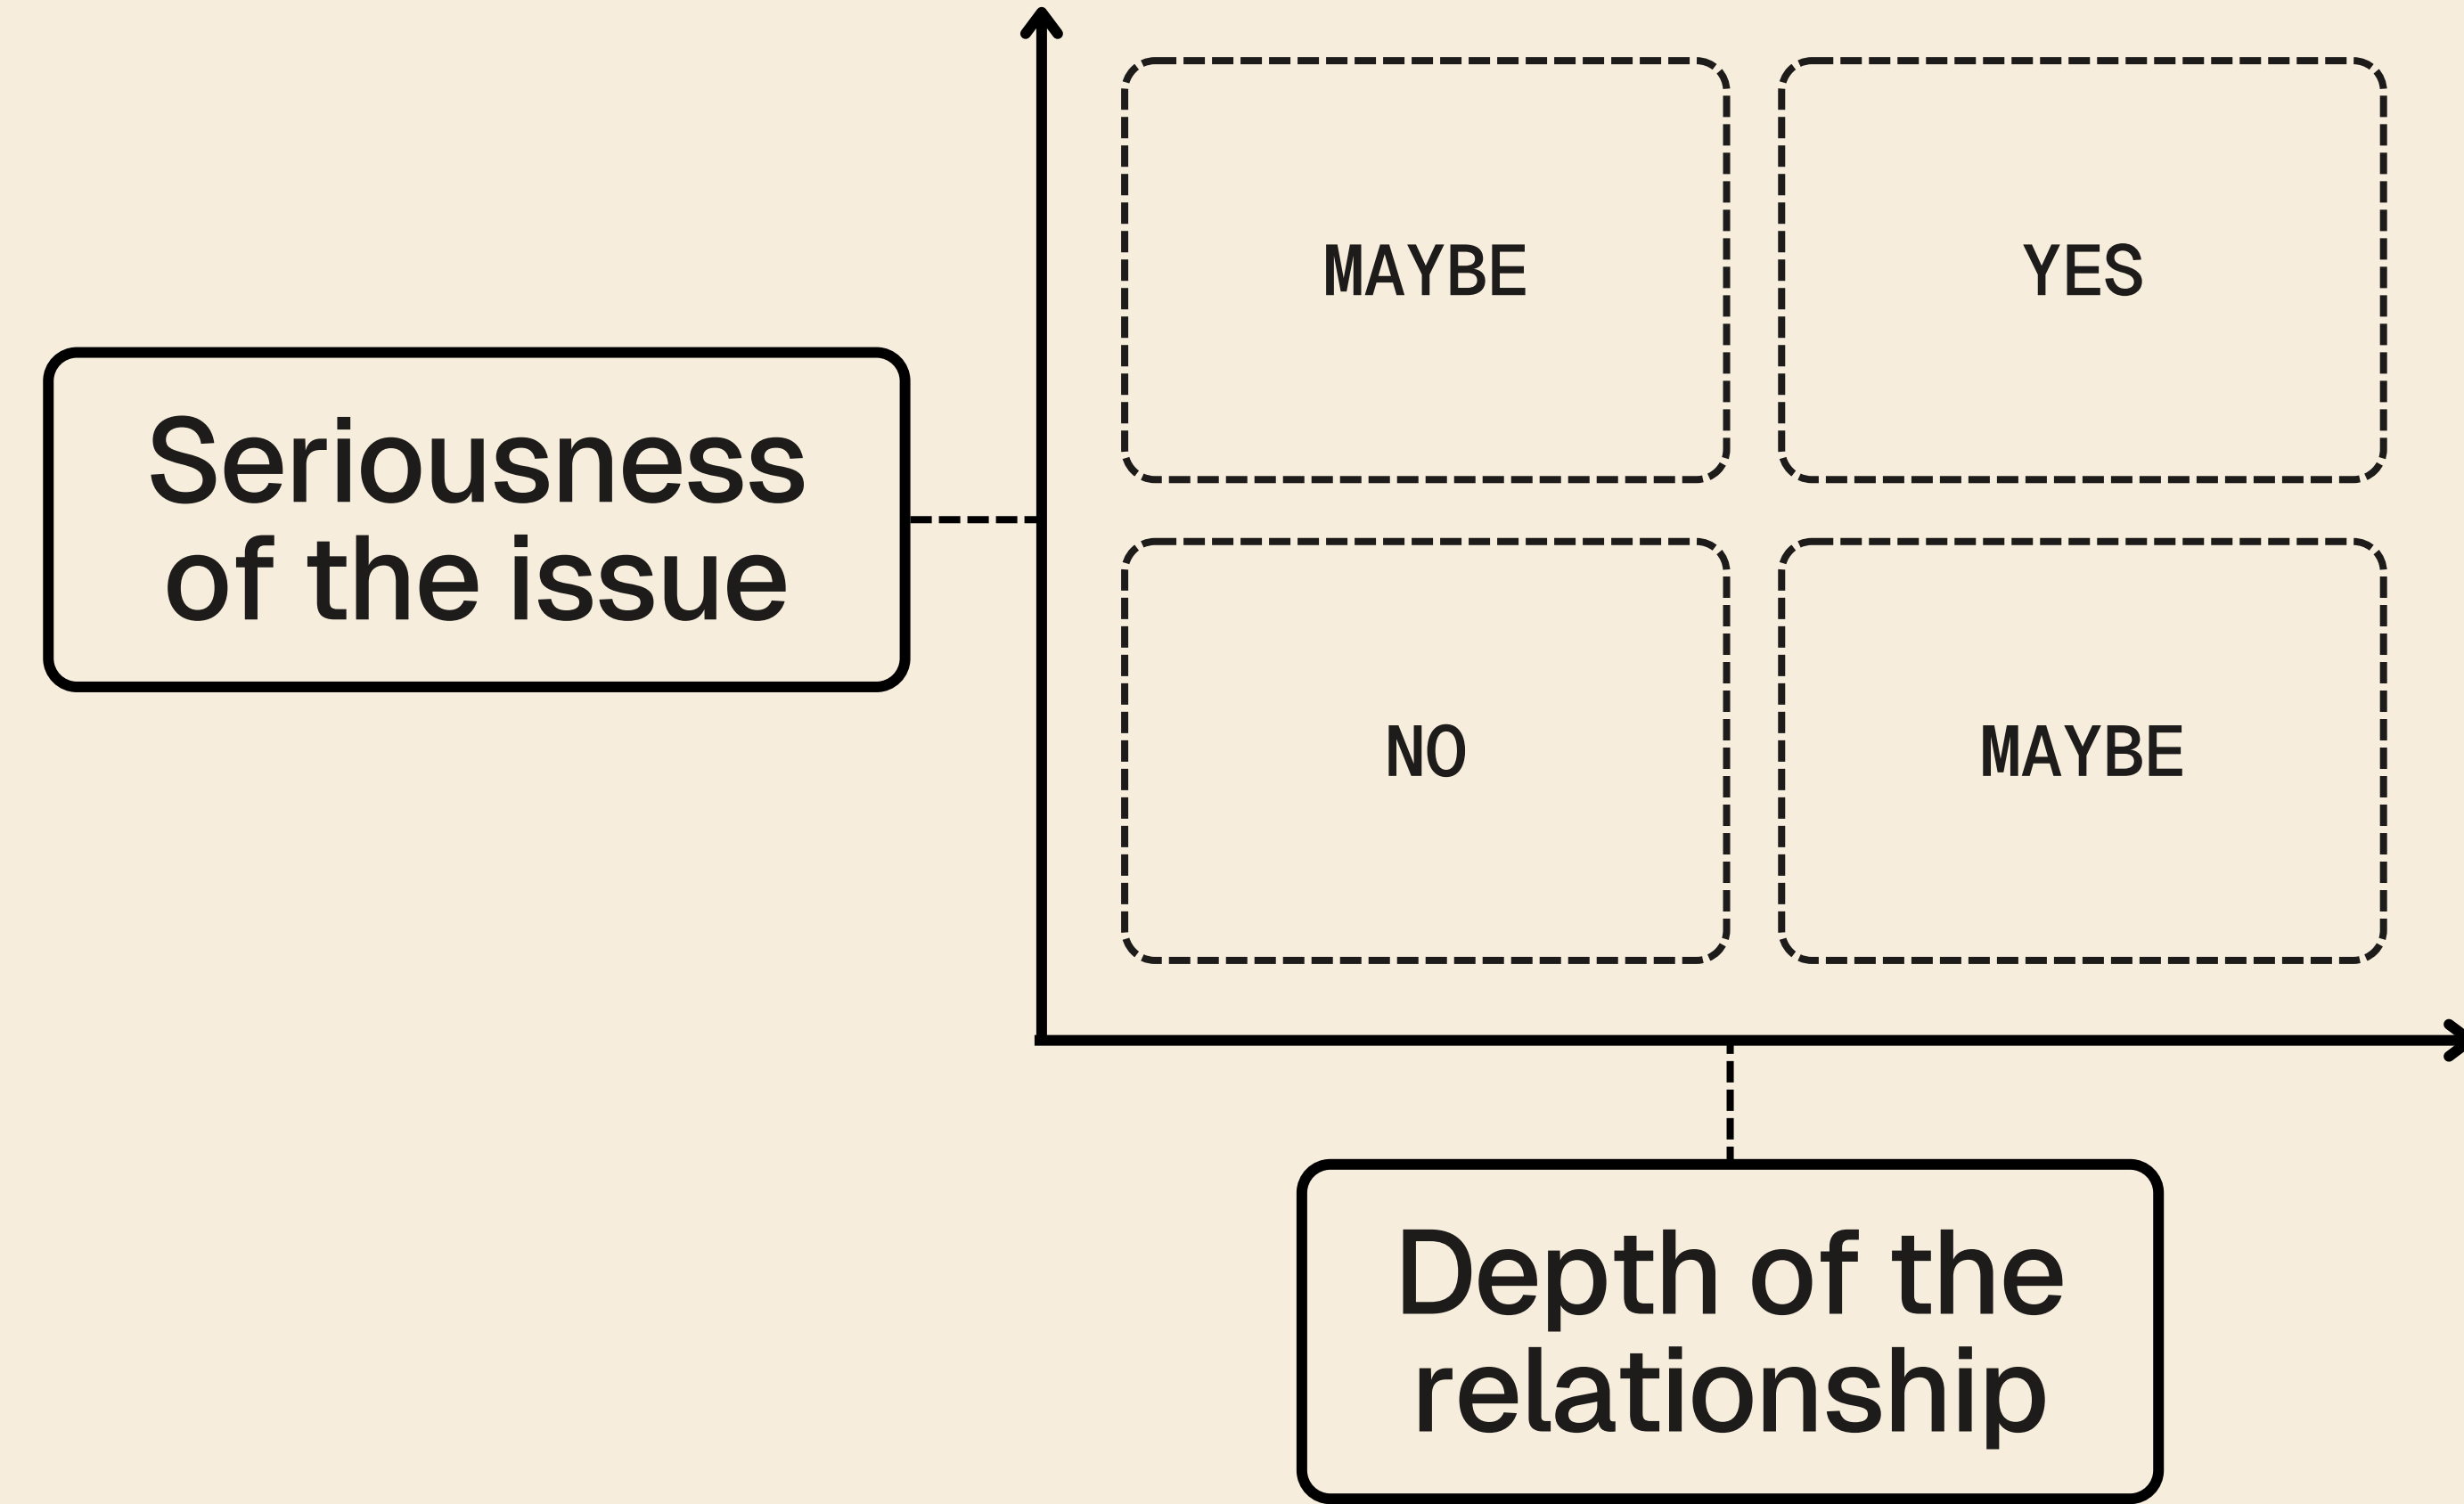 MAYBE
YES
Seriousness
of the issue
NO
MAYBE
Depth of the
relationship